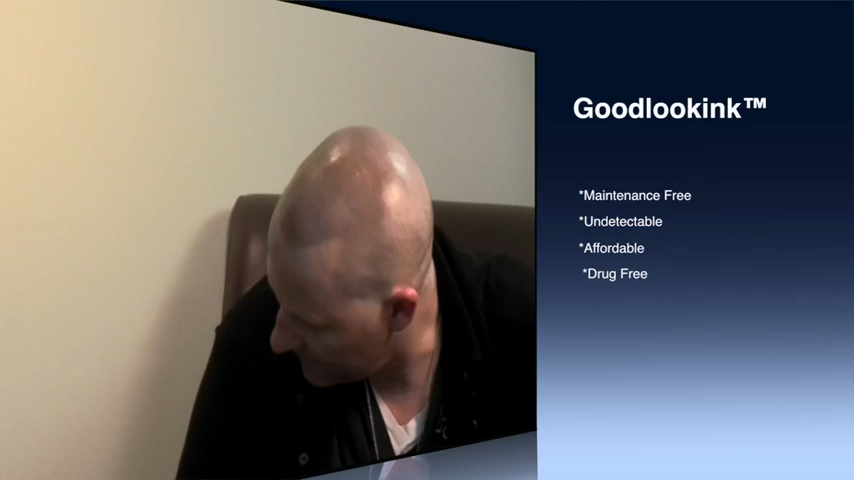 Goodlookink™
*Maintenance Free
*Undetectable
*Affordable
*Drug Free